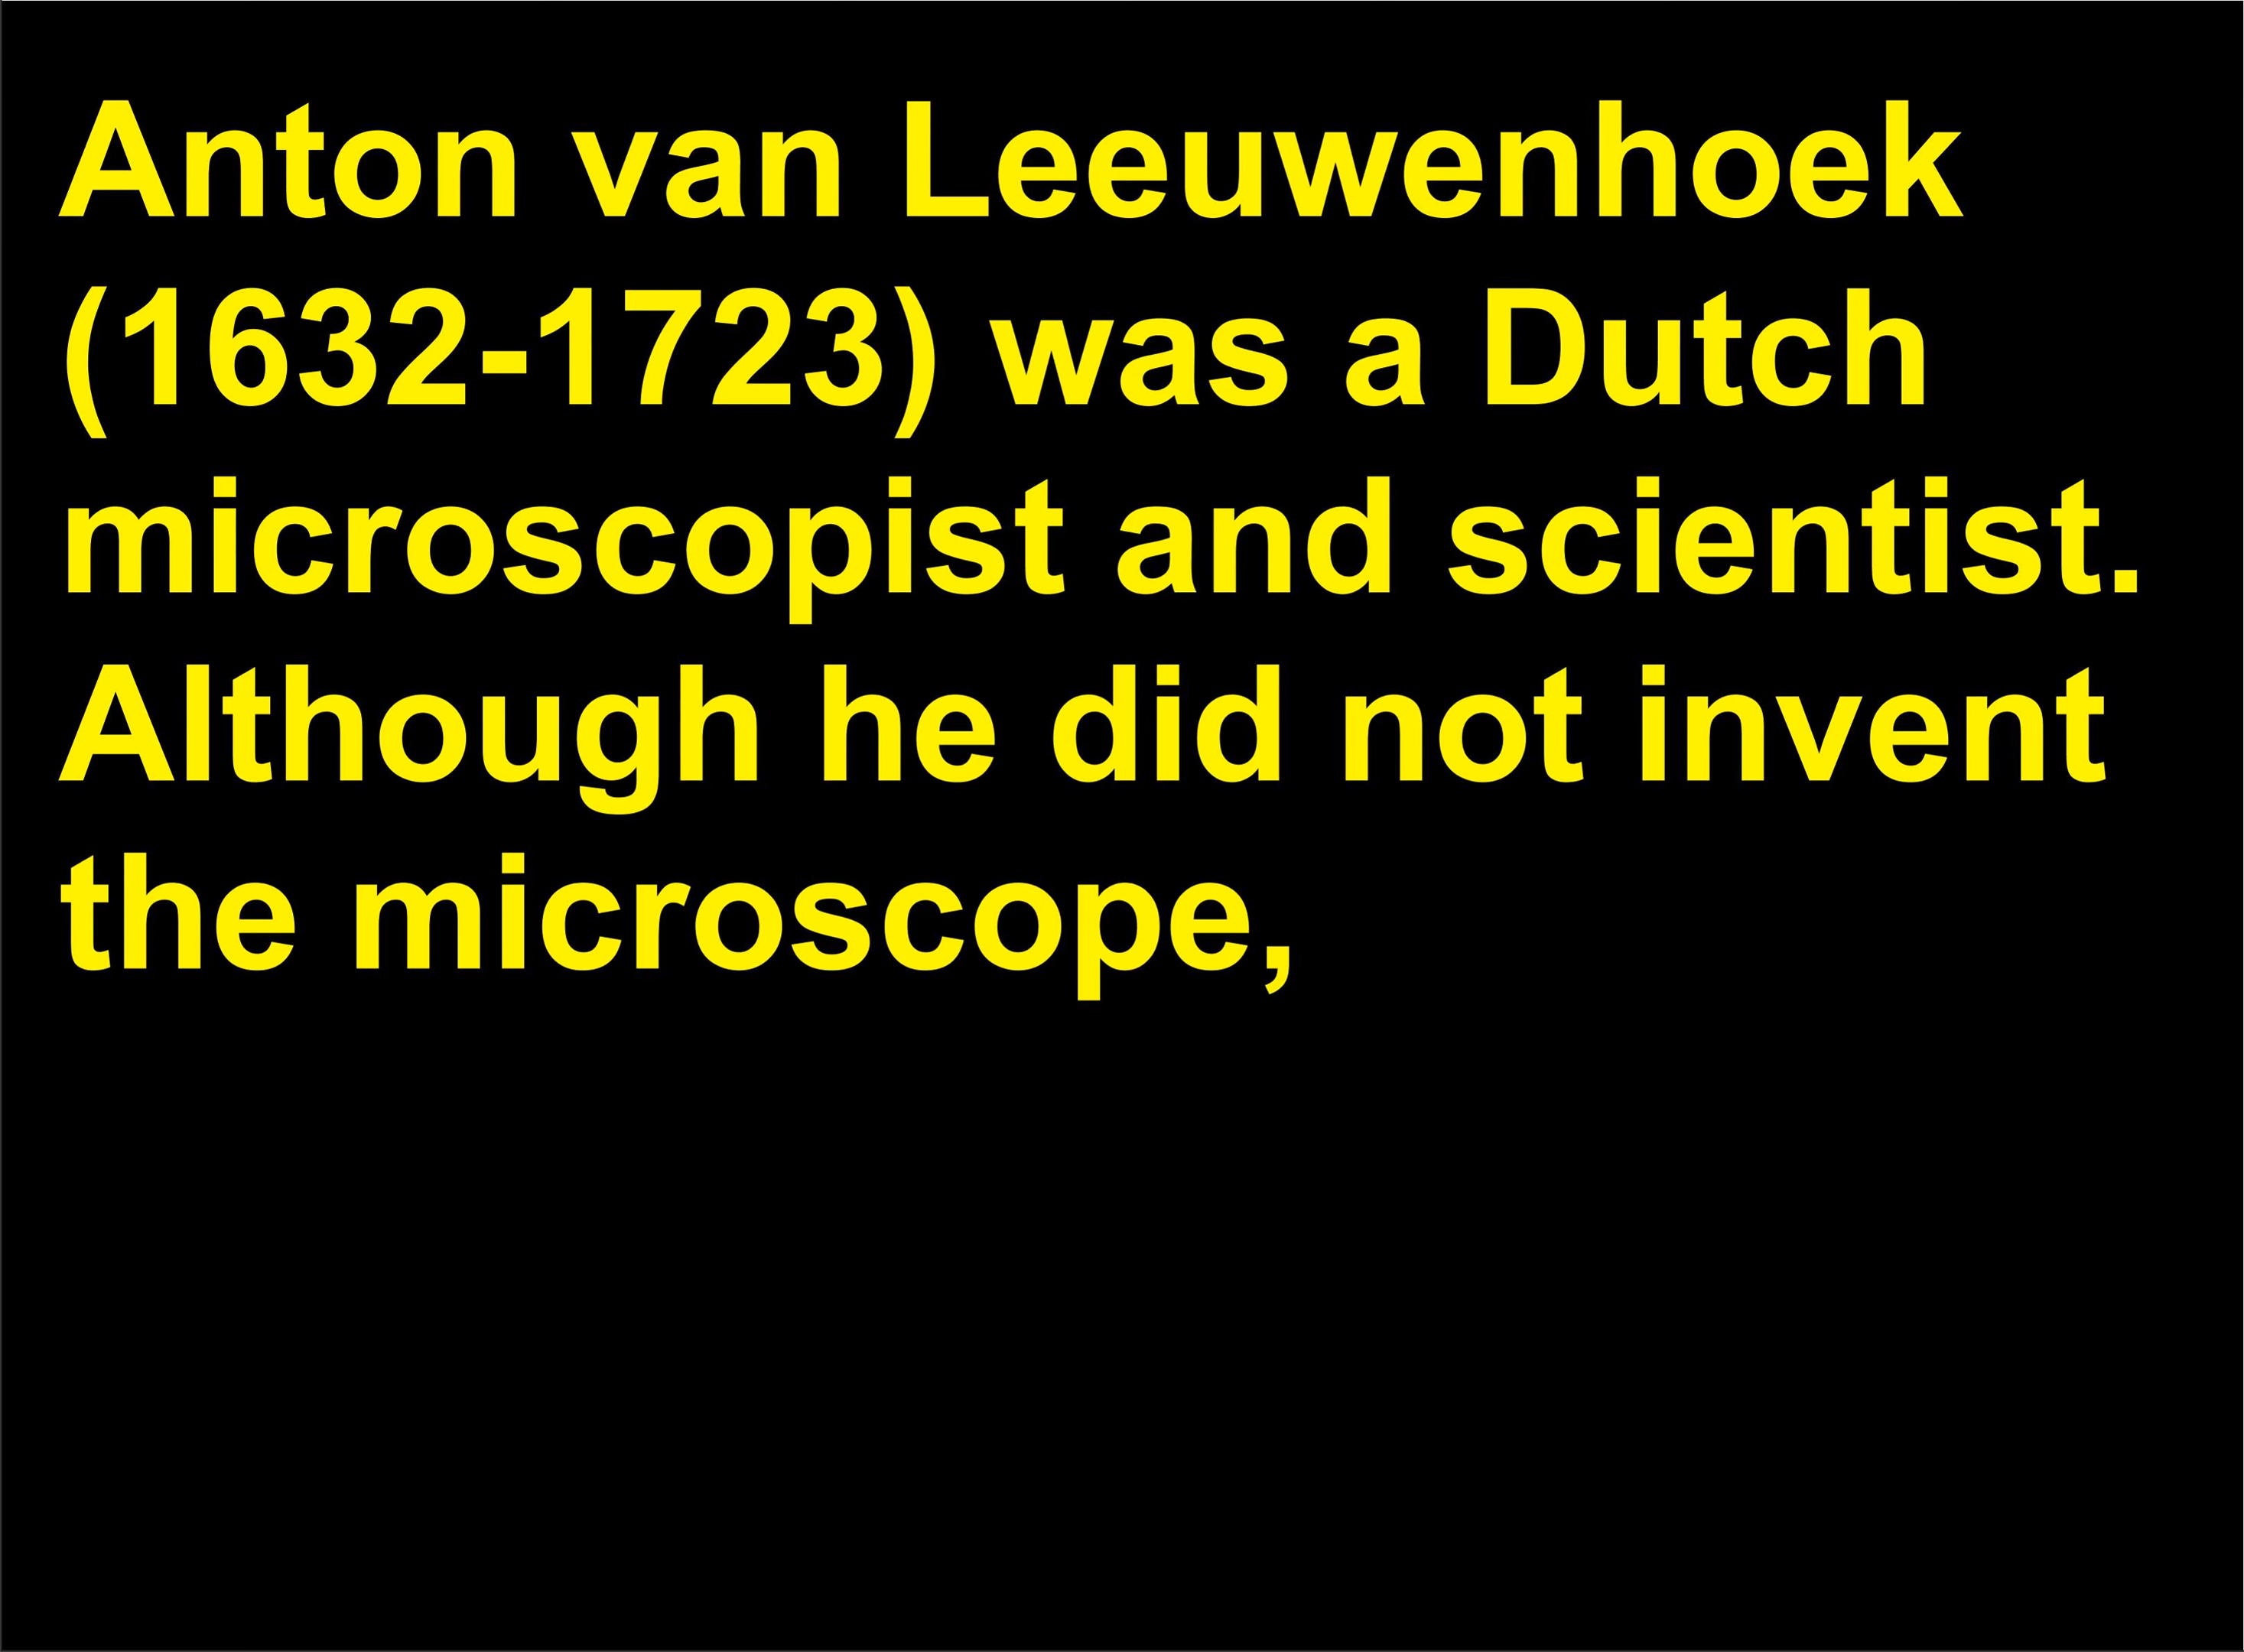 Anton van Leeuwenhoek
(1632-1723) was a Dutch
microscopist and scientist.
Although he did not invent
the microscope,